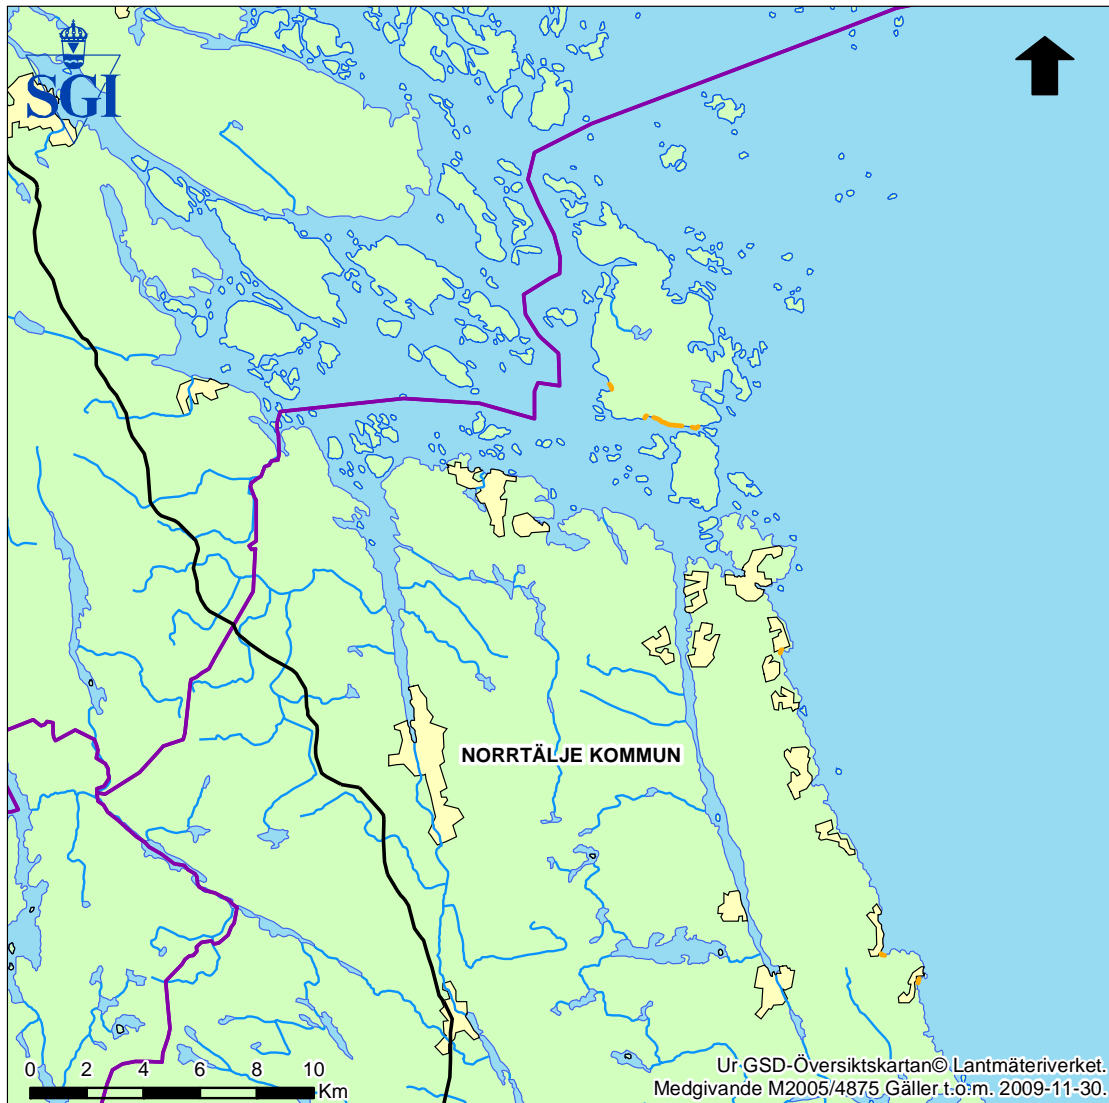 SGI
NORRTÄLJE KOMMUN
0 2 4 6 8 10
Km
Ur GSD-Översiktskartan© Lantmäteriverket.
Medgivande M2005/4875 Gäller t.o.m. 2009-11-30.